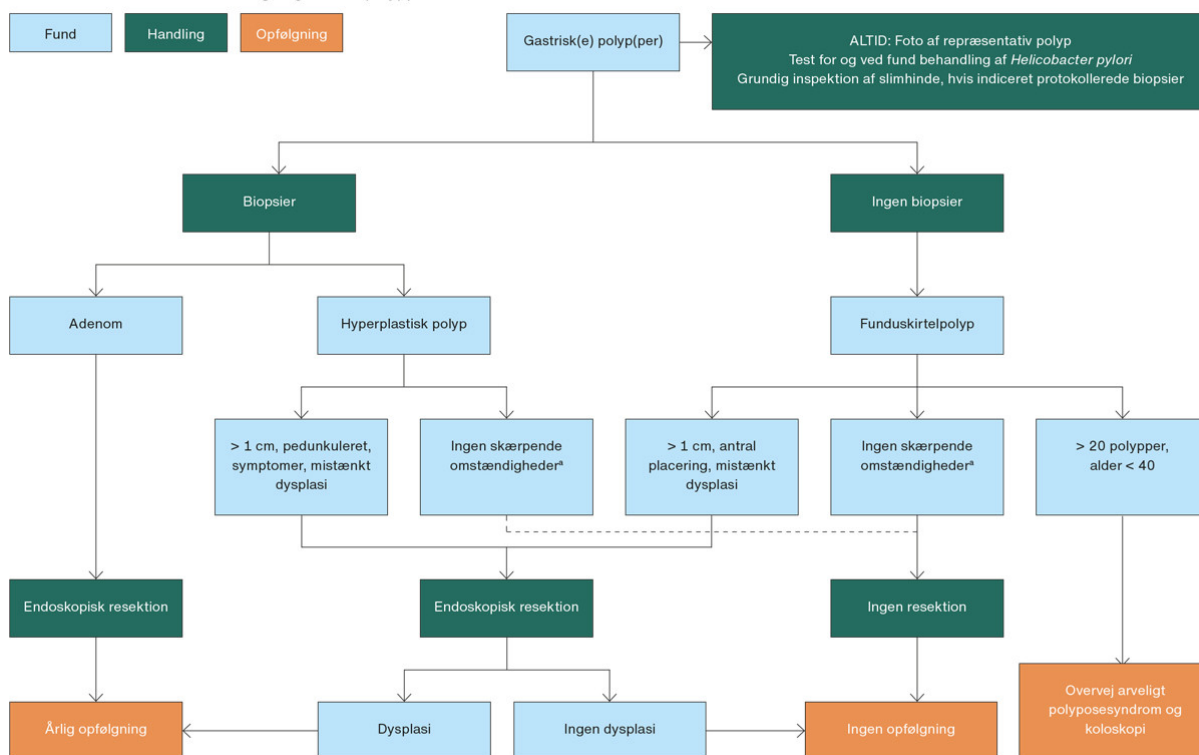 Fund
Handling
Opfølgning
Gastrisk(e) polyp(per)
ALTID: Foto af repræsentativ polyp
Test for og ved fund behandling af Helicobacter pylori
Grundig inspektion af slimhinde, hvis indiceret protokollerede biopsier
Biopsier
Ingen biopsier
Adenom
Hyperplastisk polyp
Funduskirtelpolyp
> 1 cm, pedunkuleret,
symptomer, mistænkt
dysplasi
Ingen skærpende
omstændighederᵃ
> 1 cm, antral
placering, mistænkt
dysplasi
Ingen skærpende
omstændighederᵃ
> 20 polypper,
alder < 40
Endoskopisk resektion
Endoskopisk resektion
Ingen resektion
Årlig opfølgning
Dysplasi
Ingen dysplasi
Ingen opfølgning
Overvej arveligt
polyposesyndrom og
koloskopi